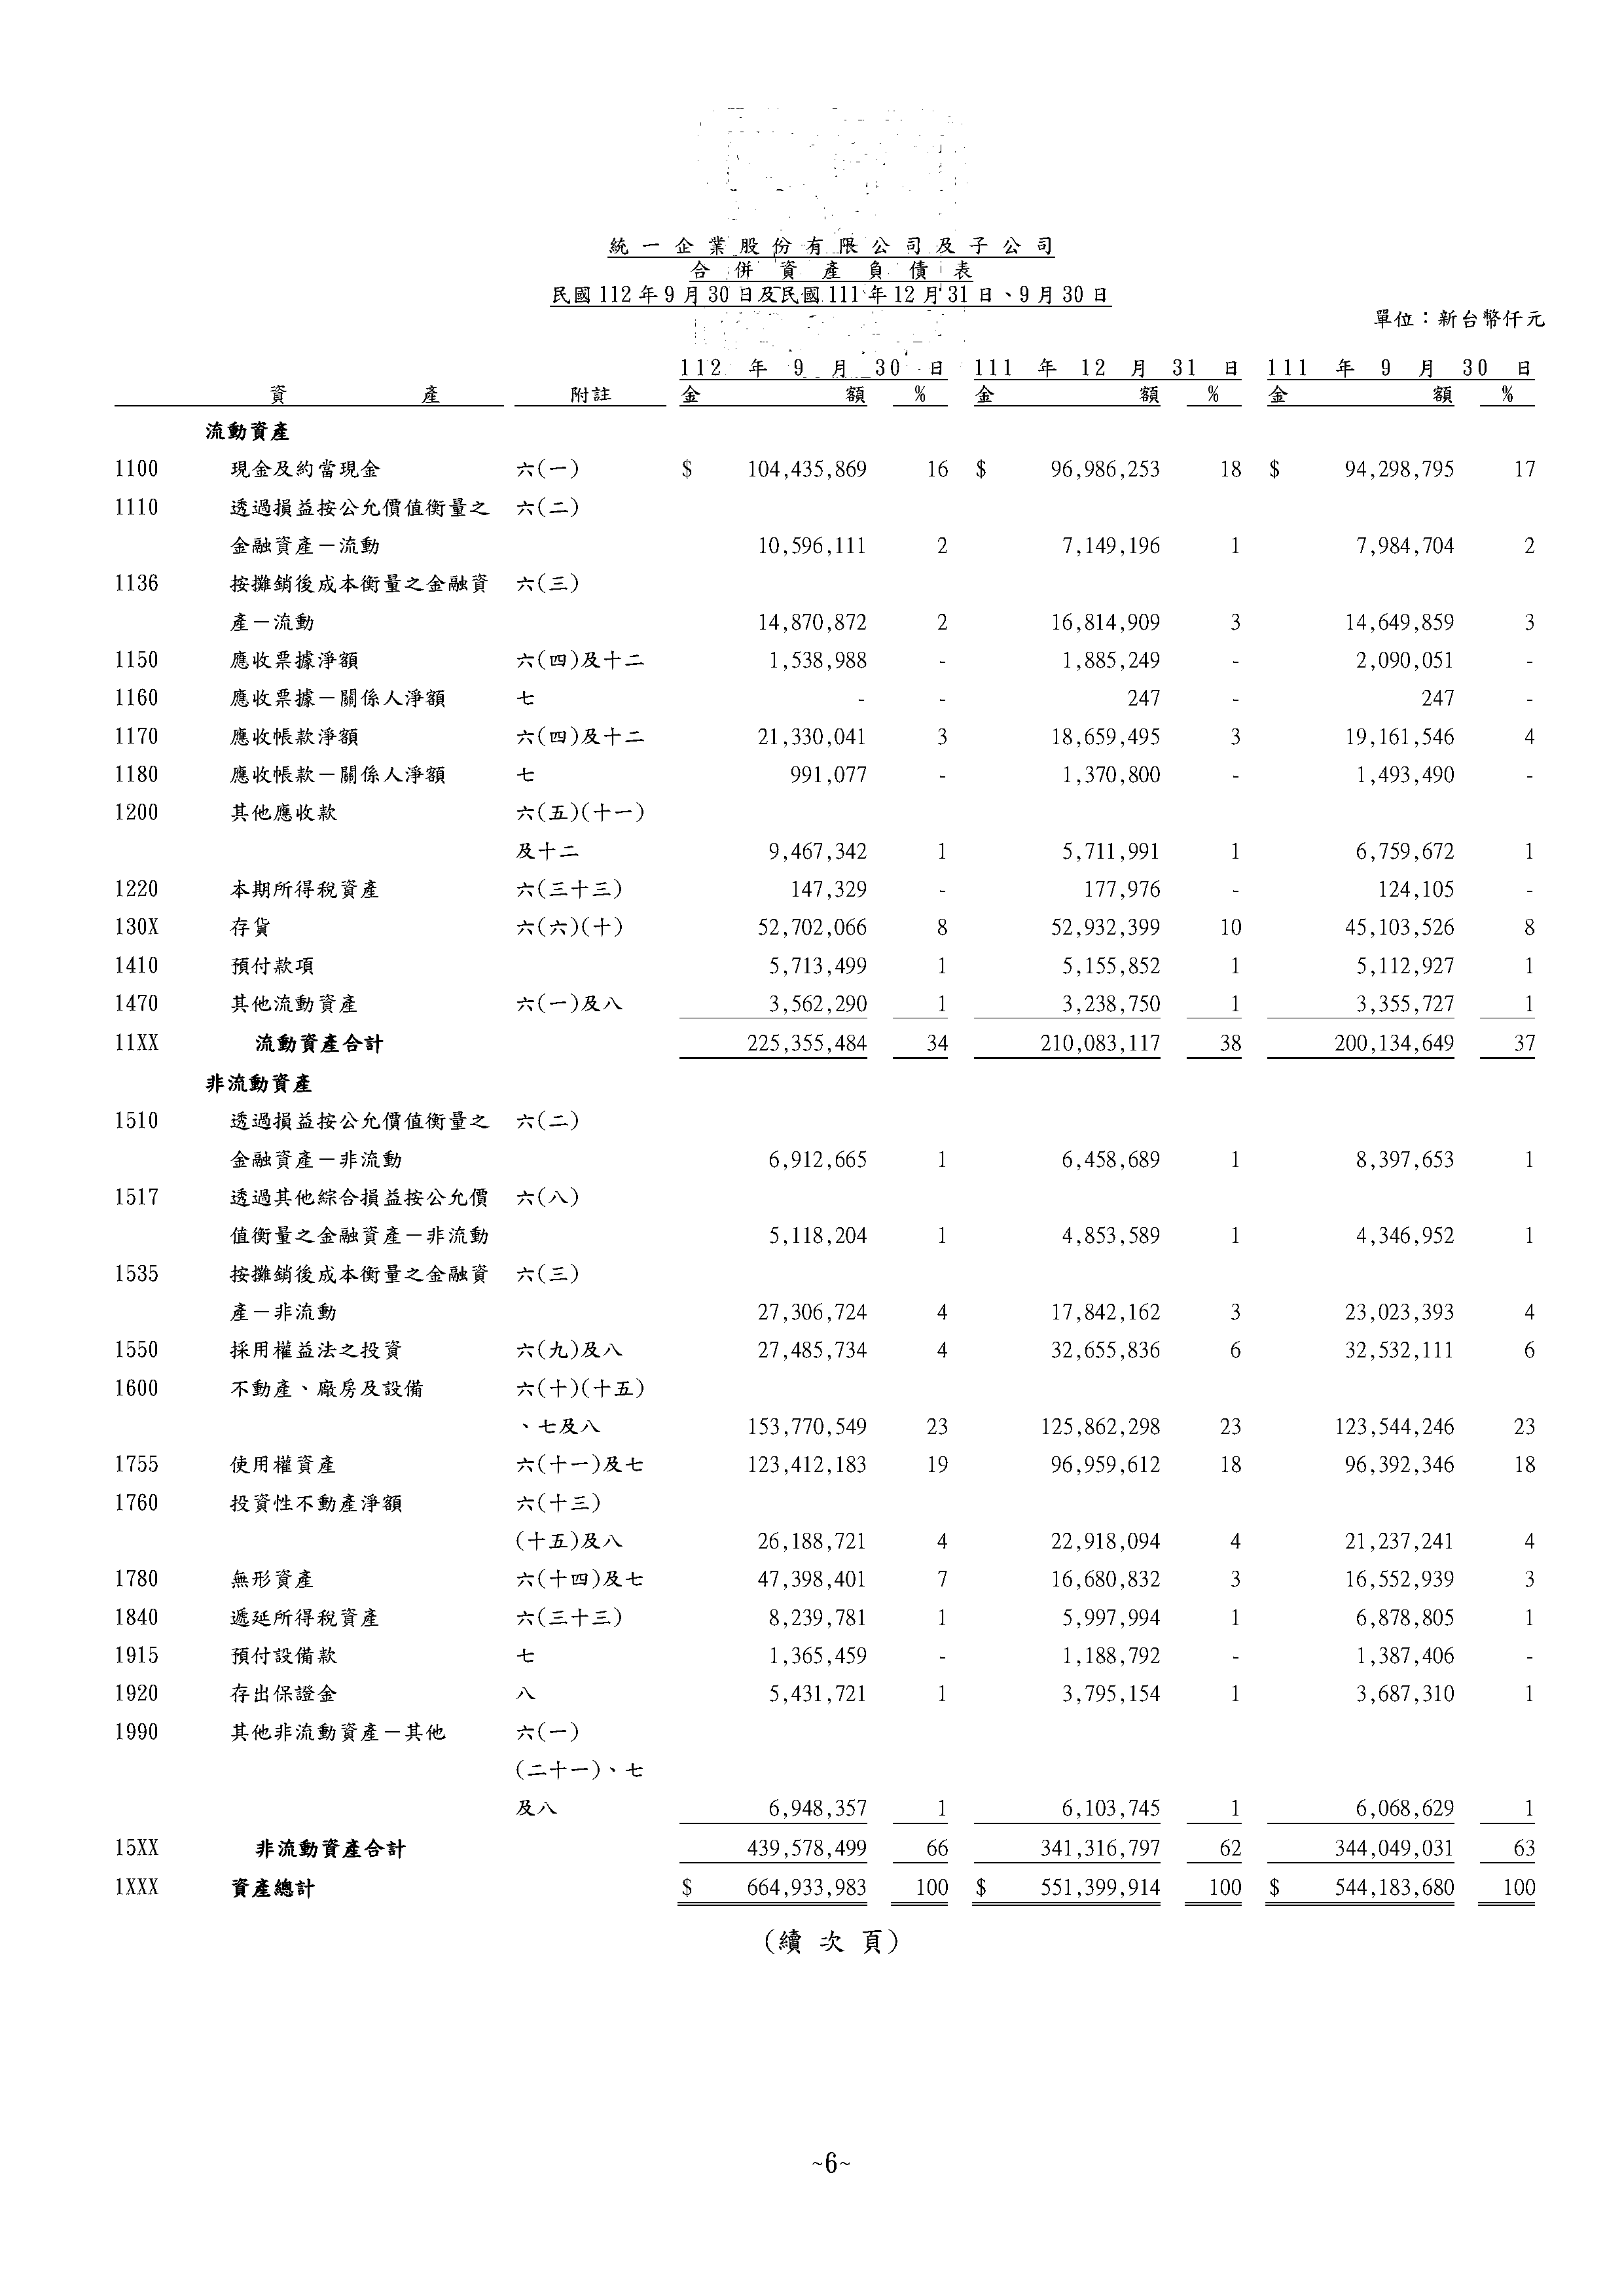 統一企業股份有限公司及子公司
合併資產負債表
民國112年9月30日及民國111年12月31日、9月30日
單位：新台幣仟元
112年9月30日 111年12月31日 111年9月30日
資產 附註 金額 % 金額 % 金額 %
流動資產
1100 現金及約當現金 六(一) $ 104,435,869 16 $ 96,986,253 18 $ 94,298,795 17
1110 透過損益按公允價值衡量之 六(二)
金融資產－流動 10,596,111 2 7,149,196 1 7,984,704 2
1136 按攤銷後成本衡量之金融資 六(三)
產－流動 14,870,872 2 16,814,909 3 14,649,859 3
1150 應收票據淨額 六(四)及十二 1,538,988 - 1,885,249 - 2,090,051 -
1160 應收票據－關係人淨額 七 - - 247 - 247 -
1170 應收帳款淨額 六(四)及十二 21,330,041 3 18,659,495 3 19,161,546 4
1180 應收帳款－關係人淨額 七 991,077 - 1,370,800 - 1,493,490 -
1200 其他應收款 六(五)(十一)
及十二 9,467,342 1 5,711,991 1 6,759,672 1
1220 本期所得稅資產 六(三十三) 147,329 - 177,976 - 124,105 -
130X 存貨 六(六)(十) 52,702,066 8 52,932,399 10 45,103,526 8
1410 預付款項 5,713,499 1 5,155,852 1 5,112,927 1
1470 其他流動資產 六(一)及八 3,562,290 1 3,238,750 1 3,355,727 1
11XX 流動資產合計 225,355,484 34 210,083,117 38 200,134,649 37
非流動資產
1510 透過損益按公允價值衡量之 六(二)
金融資產－非流動 6,912,665 1 6,458,689 1 8,397,653 1
1517 透過其他綜合損益按公允價 六(八)
值衡量之金融資產－非流動 5,118,204 1 4,853,589 1 4,346,952 1
1535 按攤銷後成本衡量之金融資 六(三)
產－非流動 27,306,724 4 17,842,162 3 23,023,393 4
1550 採用權益法之投資 六(九)及八 27,485,734 4 32,655,836 6 32,532,111 6
1600 不動產、廠房及設備 六(十)(十五)
、七及八 153,770,549 23 125,862,298 23 123,544,246 23
1755 使用權資產 六(十一)及七 123,412,183 19 96,959,612 18 96,392,346 18
1760 投資性不動產淨額 六(十三)
(十五)及八 26,188,721 4 22,918,094 4 21,237,241 4
1780 無形資產 六(十四)及七 47,398,401 7 16,680,832 3 16,552,939 3
1840 遞延所得稅資產 六(三十三) 8,239,781 1 5,997,994 1 6,878,805 1
1915 預付設備款 七 1,365,459 - 1,188,792 - 1,387,406 -
1920 存出保證金 八 5,431,721 1 3,795,154 1 3,687,310 1
1990 其他非流動資產－其他 六(一)
(二十一)、七
及八 6,948,357 1 6,103,745 1 6,068,629 1
15XX 非流動資產合計 439,578,499 66 341,316,797 62 344,049,031 63
1XXX 資產總計 $ 664,933,983 100 $ 551,399,914 100 $ 544,183,680 100
(續次頁)
~6~